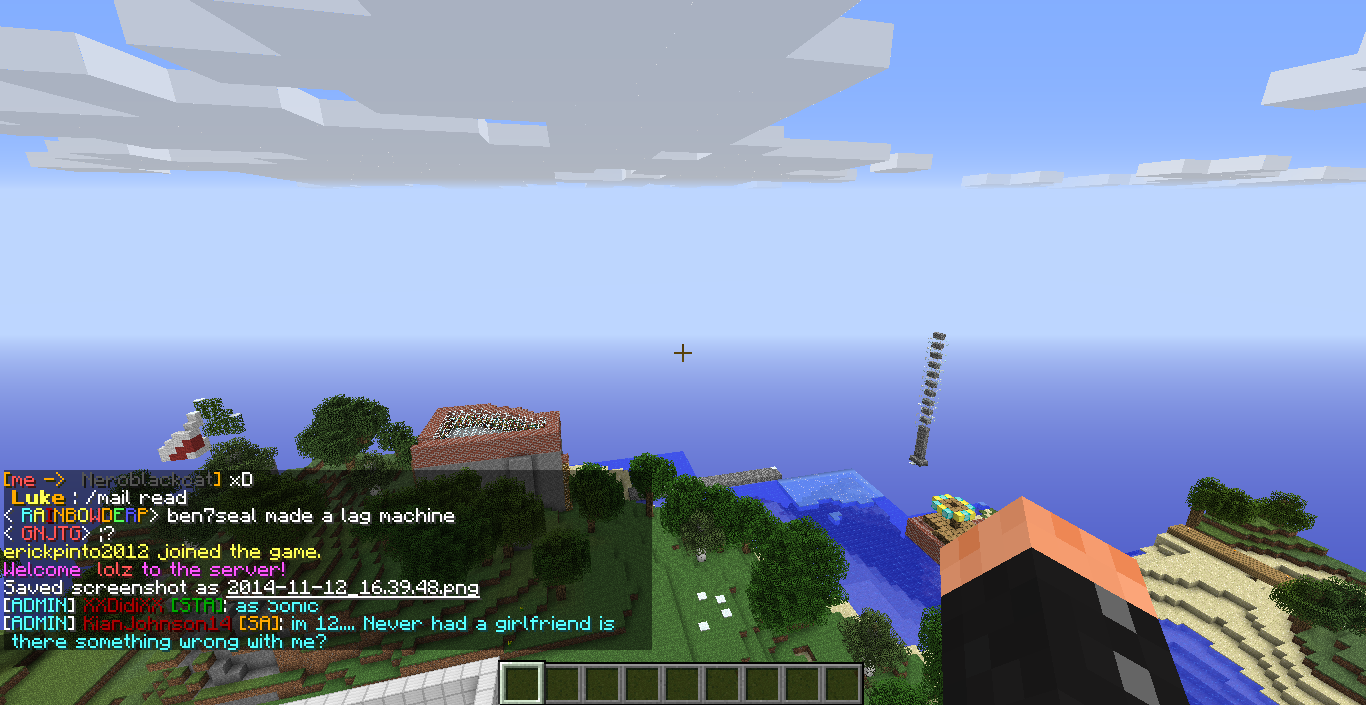 [me -> Neroblackcat] xD
Luke : /mail read
< RAINBOWDERP> ben7seal made a lag machine
< GNJTG> ;?
erickpinto2012 joined the game.
Welcome lolz to the server!
Saved screenshot as 2014-11-12_16.39.48.png
[ADMIN] XXDidiXX [STA]: as Sonic
[ADMIN] KianJohnson14 [SA]: im 12.... Never had a girlfriend is
there something wrong with me?